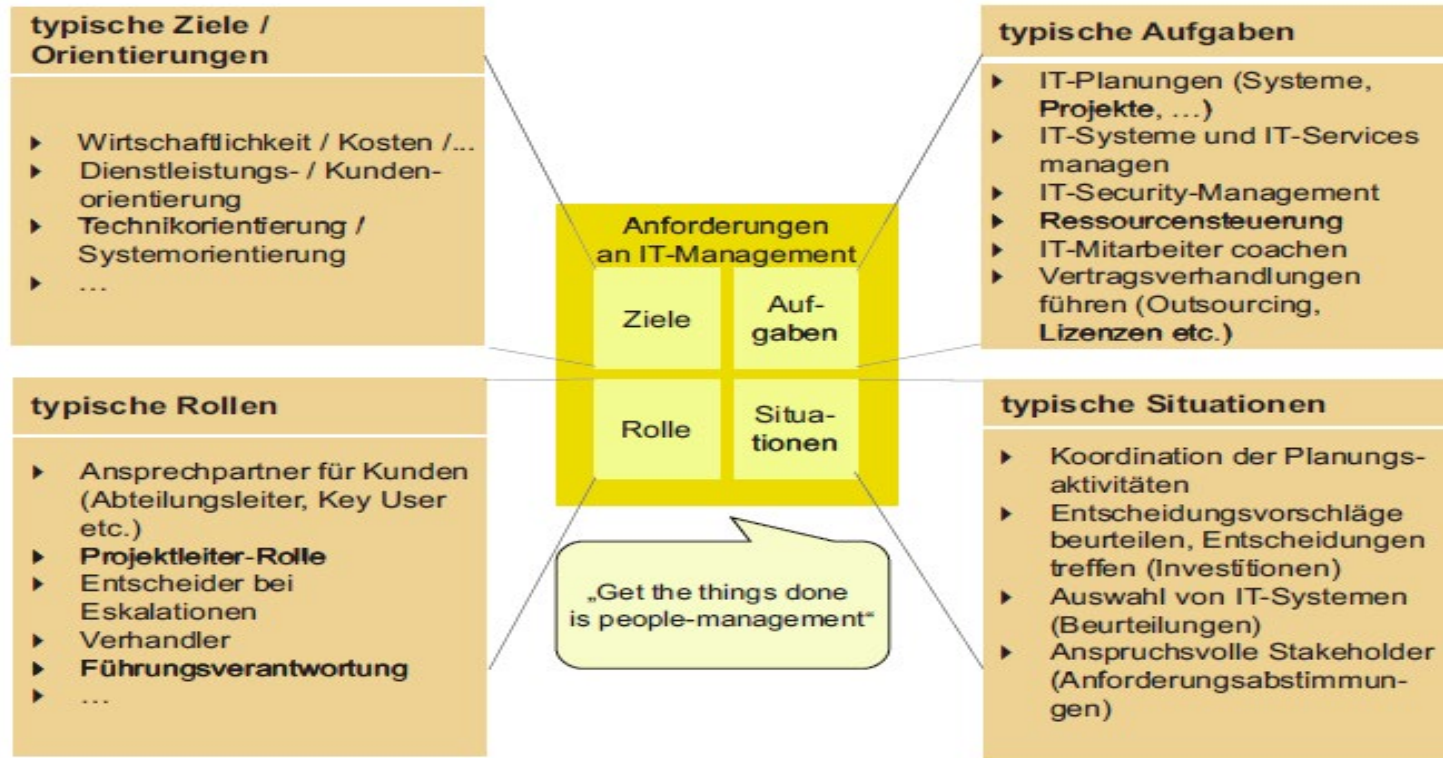 typische Ziele /
Orientierungen
▸ Wirtschaftlichkeit / Kosten /...
▸ Dienstleistungs- / Kunden-
orientierung
▸ Technikorientierung /
Systemorientierung
▸ ...
typische Aufgaben
▸ IT-Planungen (Systeme,
Projekte, ...)
▸ IT-Systeme und IT-Services
managen
▸ IT-Security-Management
▸ Ressourcensteuerung
▸ IT-Mitarbeiter coachen
▸ Vertragsverhandlungen
führen (Outsourcing,
Lizenzen etc.)
Anforderungen
an IT-Management
Ziele
Auf-
gaben
Rolle
Situa-
tionen
„Get the things done
is people-management“
typische Rollen
▸ Ansprechpartner für Kunden
(Abteilungsleiter, Key User
etc.)
▸ Projektleiter-Rolle
▸ Entscheider bei
Eskalationen
▸ Verhandler
▸ Führungsverantwortung
▸ ...
typische Situationen
▸ Koordination der Planungs-
aktivitäten
▸ Entscheidungsvorschläge
beurteilen, Entscheidungen
treffen (Investitionen)
▸ Auswahl von IT-Systemen
(Beurteilungen)
▸ Anspruchsvolle Stakeholder
(Anforderungsabstimmun-
gen)